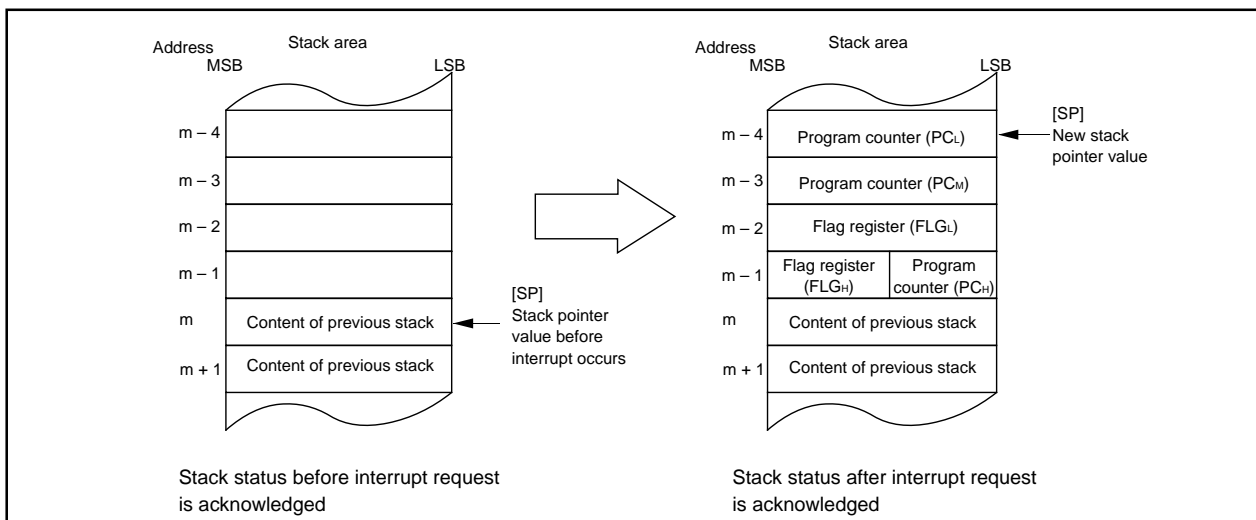 Address
Stack area
MSB
LSB
m – 4
m – 3
m – 2
m – 1
m
Content of previous stack
m + 1
Content of previous stack
[SP]
Stack pointer
value before
interrupt occurs
Stack status before interrupt request
is acknowledged
Address
Stack area
MSB
LSB
m – 4
Program counter (PCL)
m – 3
Program counter (PCM)
m – 2
Flag register (FLGL)
m – 1
Flag register
(FLGH)
Program
counter (PCH)
m
Content of previous stack
m + 1
Content of previous stack
[SP]
New stack
pointer value
Stack status after interrupt request
is acknowledged